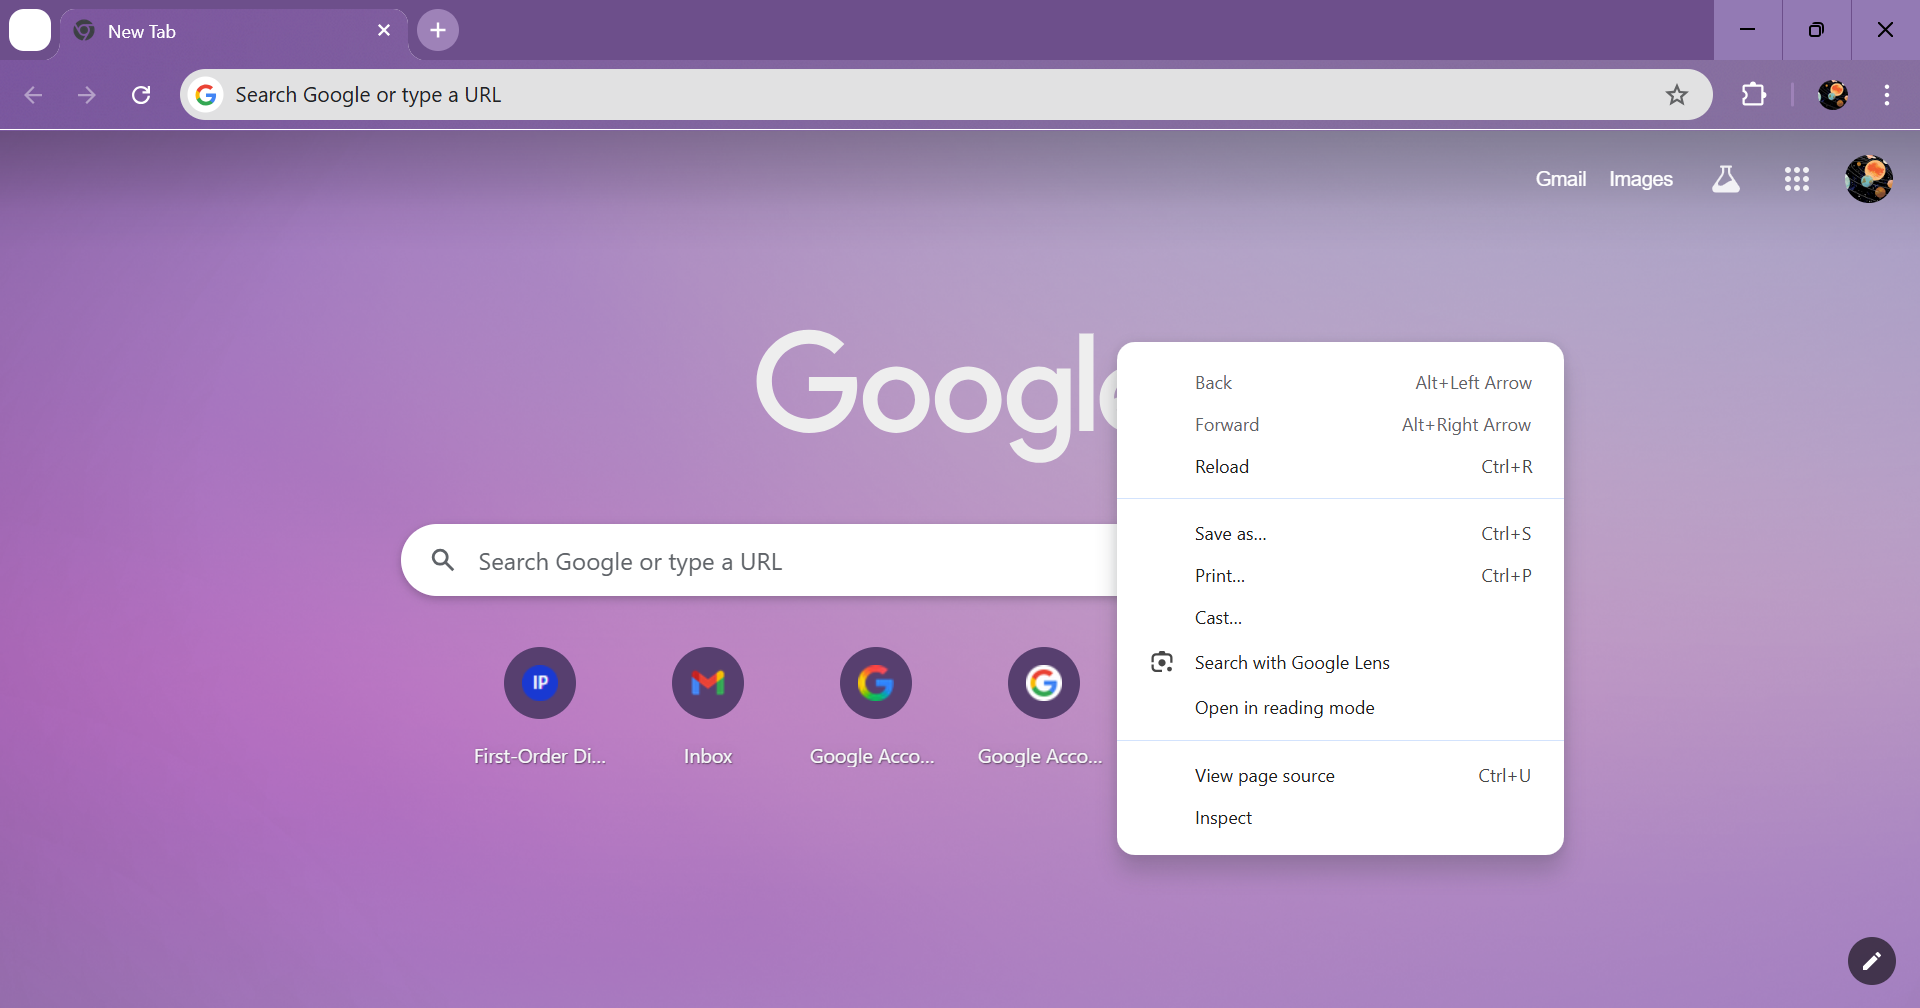 New Tab
Search Google or type a URL
Gmail Images
Google
Back Alt+Left Arrow
Forward Alt+Right Arrow
Reload Ctrl+R
Save as... Ctrl+S
Print... Ctrl+P
Cast...
Search with Google Lens
Open in reading mode
View page source Ctrl+U
Inspect
Search Google or type a URL
IP
First-Order Di...
Inbox
Google Acco...
Google Acco...